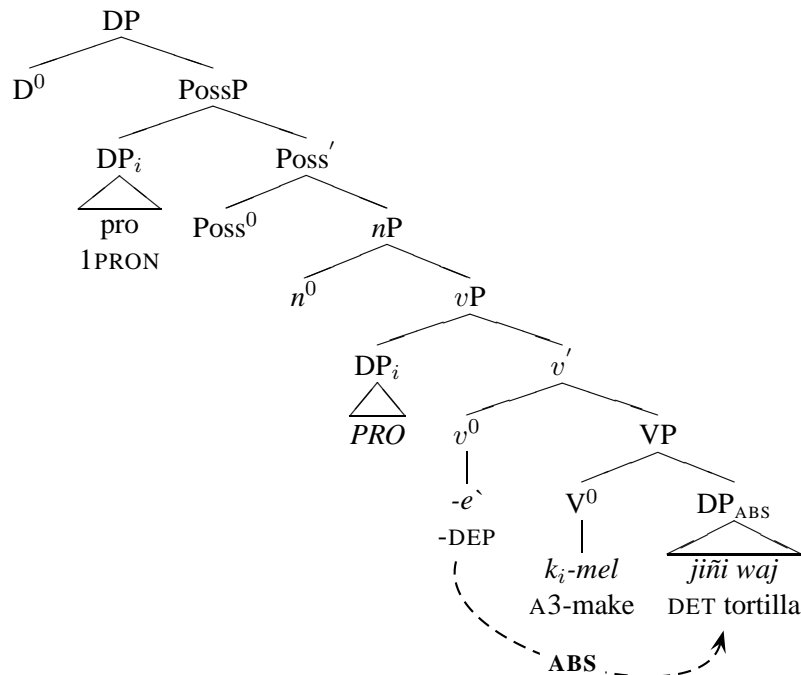 DP
D⁰ PossP
DPᵢ Poss′
pro
1PRON
Poss⁰ nP
n⁰ vP
DPᵢ v′
PRO
v⁰ VP
-e`
-DEP
V⁰ DP_ABS
kᵢ-mel jiñi waj
A3-make DET tortilla
ABS